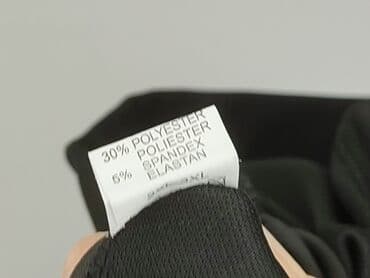 30% POLYESTER
POLIESTER
5% SPANDEX
ELASTAN